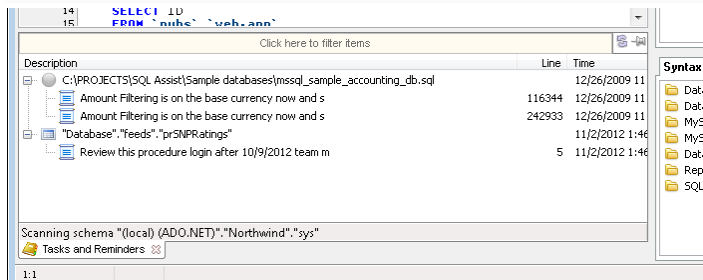 14 SELECT ID
15 FROM `pubs`.`veb-app`
Click here to filter items
Description Line Time
C:\PROJECTS\SQL Assist\Sample databases\mssql_sample_accounting_db.sql 12/26/2009 11
Amount Filtering is on the base currency now and s 116344 12/26/2009 11
Amount Filtering is on the base currency now and s 242933 12/26/2009 11
"Database"."feeds"."prSNPRatings" 11/2/2012 1:46
Review this procedure login after 10/9/2012 team m 5 11/2/2012 1:46
Scanning schema "(local) (ADO.NET)"."Northwind"."sys"
Tasks and Reminders
1:1
Syntax
Dat
Dat
MyS
MyS
Dat
Rep
SQL